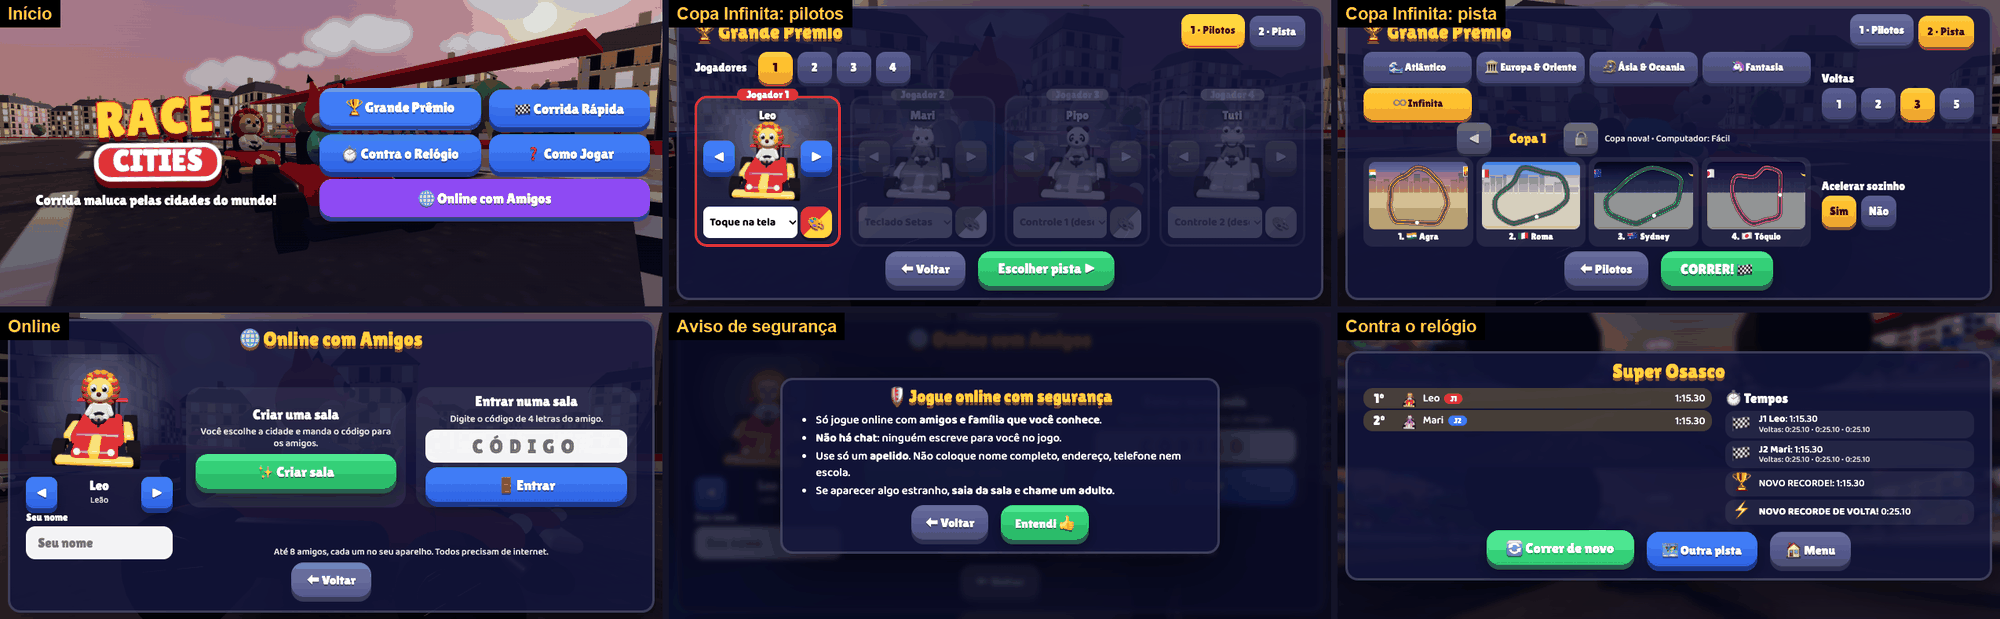 Início
RACE
CITIES
Corrida maluca pelas cidades do mundo!
Grande Prêmio
Corrida Rápida
Contra o Relógio
Como Jogar
Online com Amigos
Copa Infinita: pilotos
Grande Prêmio
1 · Pilotos
2 · Pista
Jogadores 1 2 3 4
Jogador 1
Leo
Toque na tela
Jogador 2
Mari
Teclado Setas
Jogador 3
Pipo
Controle 1 (des
Jogador 4
Tuti
Controle 2 (des
Voltar
Escolher pista
Copa Infinita: pista
Grande Prêmio
1 · Pilotos
2 · Pista
Atlântico
Europa & Oriente
Ásia & Oceania
Fantasia
Infinita
Voltas
1 2 3 5
Copa 1
Copa nova! · Computador: Fácil
1. Agra
2. Roma
3. Sydney
4. Tóquio
Acelerar sozinho
Sim Não
Pilotos
CORRER!
Online
Online com Amigos
Leo
Leão
Seu nome
Seu nome
Criar uma sala
Você escolhe a cidade e manda o código para
os amigos.
Criar sala
Entrar numa sala
Digite o código de 4 letras do amigo.
CÓDIGO
Entrar
Até 8 amigos, cada um no seu aparelho. Todos precisam de internet.
Voltar
Aviso de segurança
Online com Amigos
Jogue online com segurança
• Só jogue online com amigos e família que você conhece.
• Não há chat: ninguém escreve para você no jogo.
• Use só um apelido. Não coloque nome completo, endereço, telefone nem
escola.
• Se aparecer algo estranho, saia da sala e chame um adulto.
Voltar
Entendi
Contra o relógio
Super Osasco
1º Leo J1 1:15.30
2º Mari J2 1:15.30
Tempos
J1 Leo: 1:15.30
Voltas: 0:25.10 · 0:25.10 · 0:25.10
J2 Mari: 1:15.30
Voltas: 0:25.10 · 0:25.10 · 0:25.10
NOVO RECORDE!: 1:15.30
NOVO RECORDE DE VOLTA! 0:25.10
Correr de novo
Outra pista
Menu